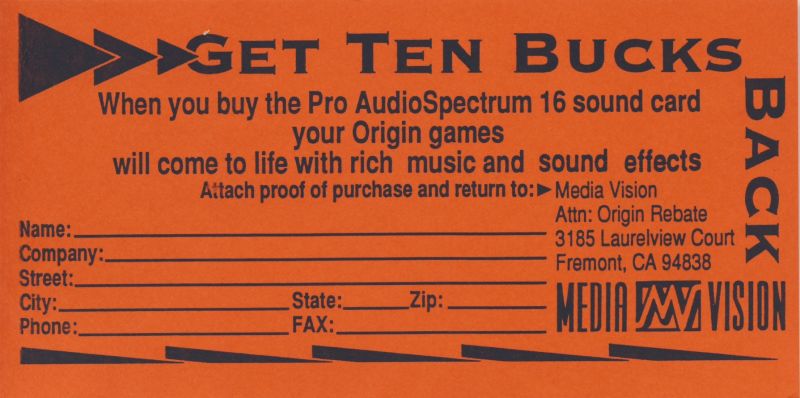 GET TEN BUCKS
BACK
When you buy the Pro AudioSpectrum 16 sound card
your Origin games
will come to life with rich music and sound effects
Attach proof of purchase and return to:
Media Vision
Attn: Origin Rebate
3185 Laurelview Court
Fremont, CA 94838
Name:
Company:
Street:
City: State: Zip:
Phone: FAX:
MEDIA MV VISION